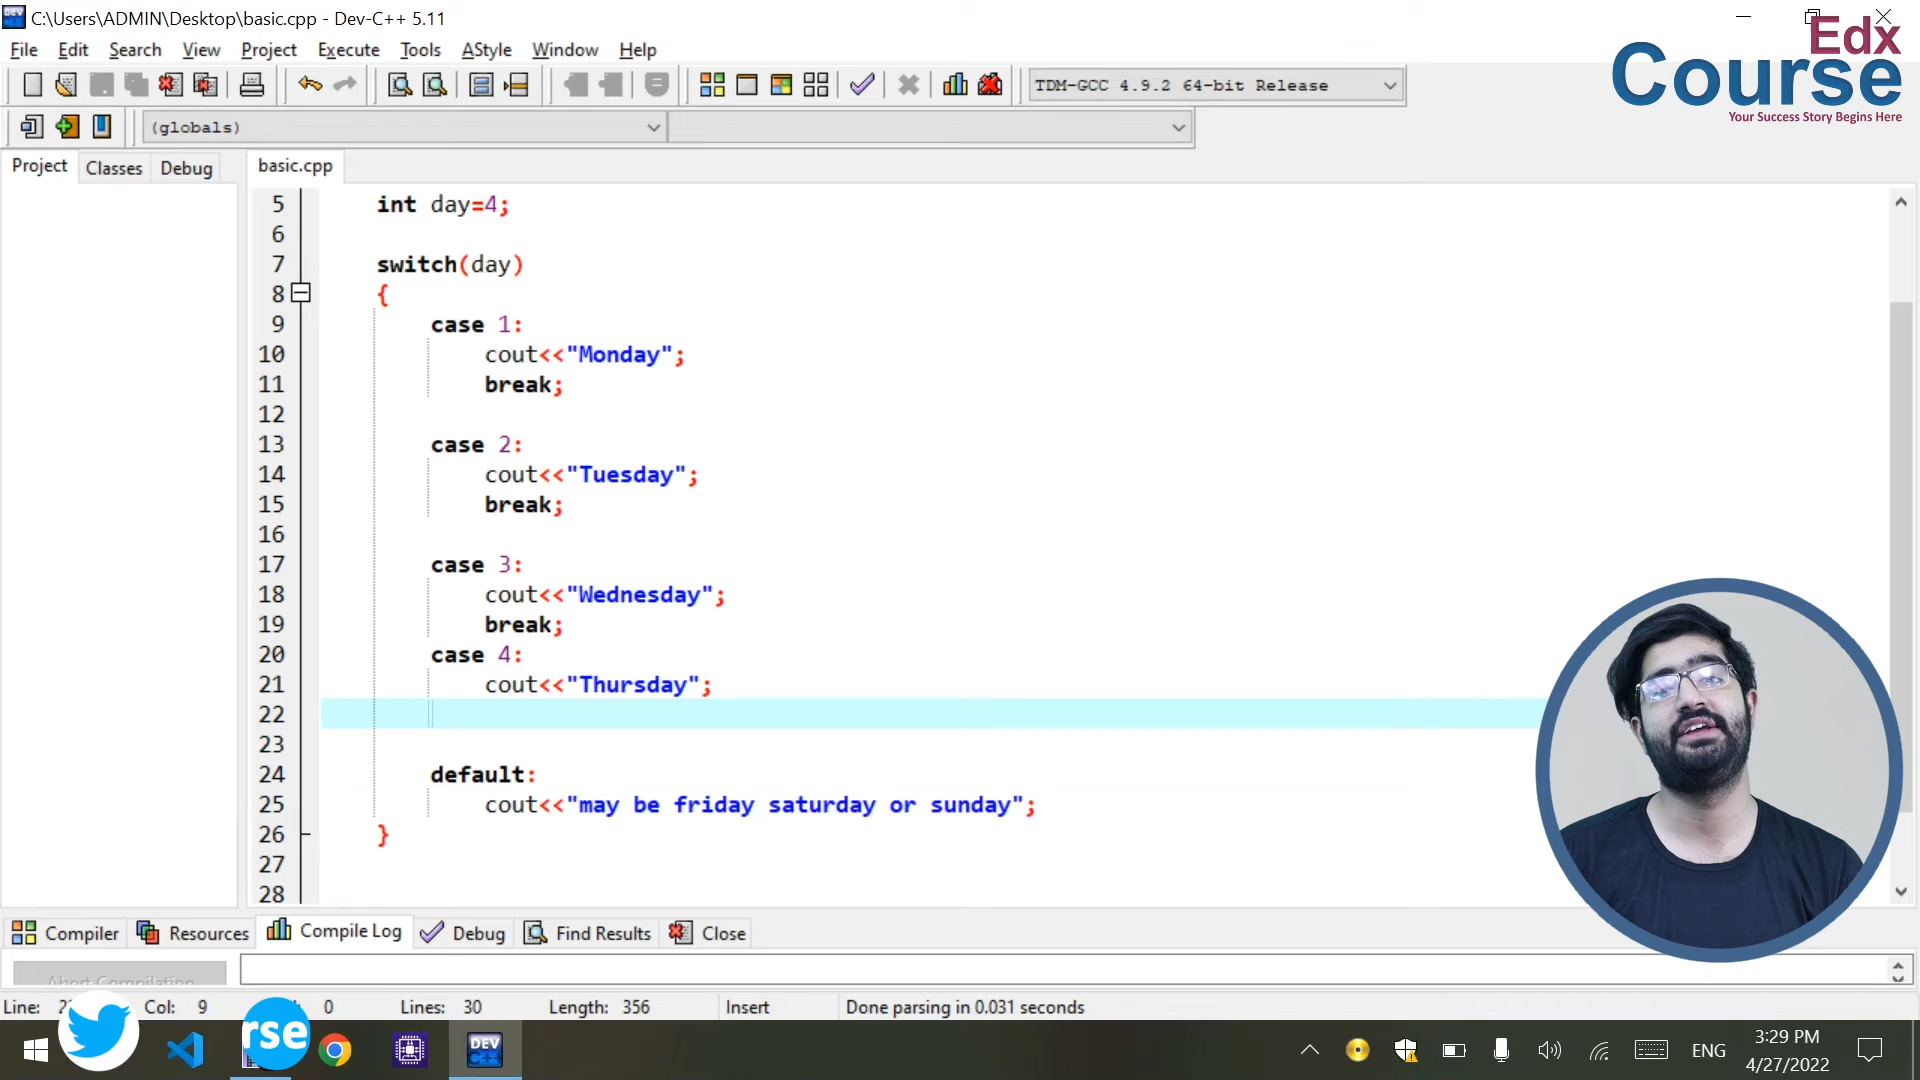 C:\Users\ADMIN\Desktop\basic.cpp - Dev-C++ 5.11
File Edit Search View Project Execute Tools AStyle Window Help
Edx
Course
Your Success Story Begins Here
TDM-GCC 4.9.2 64-bit Release
(globals)
Project Classes Debug
basic.cpp
5 int day=4;
6
7 switch(day)
8 {
9 case 1:
10 cout<<"Monday";
11 break;
12
13 case 2:
14 cout<<"Tuesday";
15 break;
16
17 case 3:
18 cout<<"Wednesday";
19 break;
20 case 4:
21 cout<<"Thursday";
22
23
24 default:
25 cout<<"may be friday saturday or sunday";
26 }
27
28
Compiler Resources Compile Log Debug Find Results Close
Abort Compilation
Line: Col: 9 0 Lines: 30 Length: 356 Insert Done parsing in 0.031 seconds
rse
DEV
C++
ENG
3:29 PM
4/27/2022